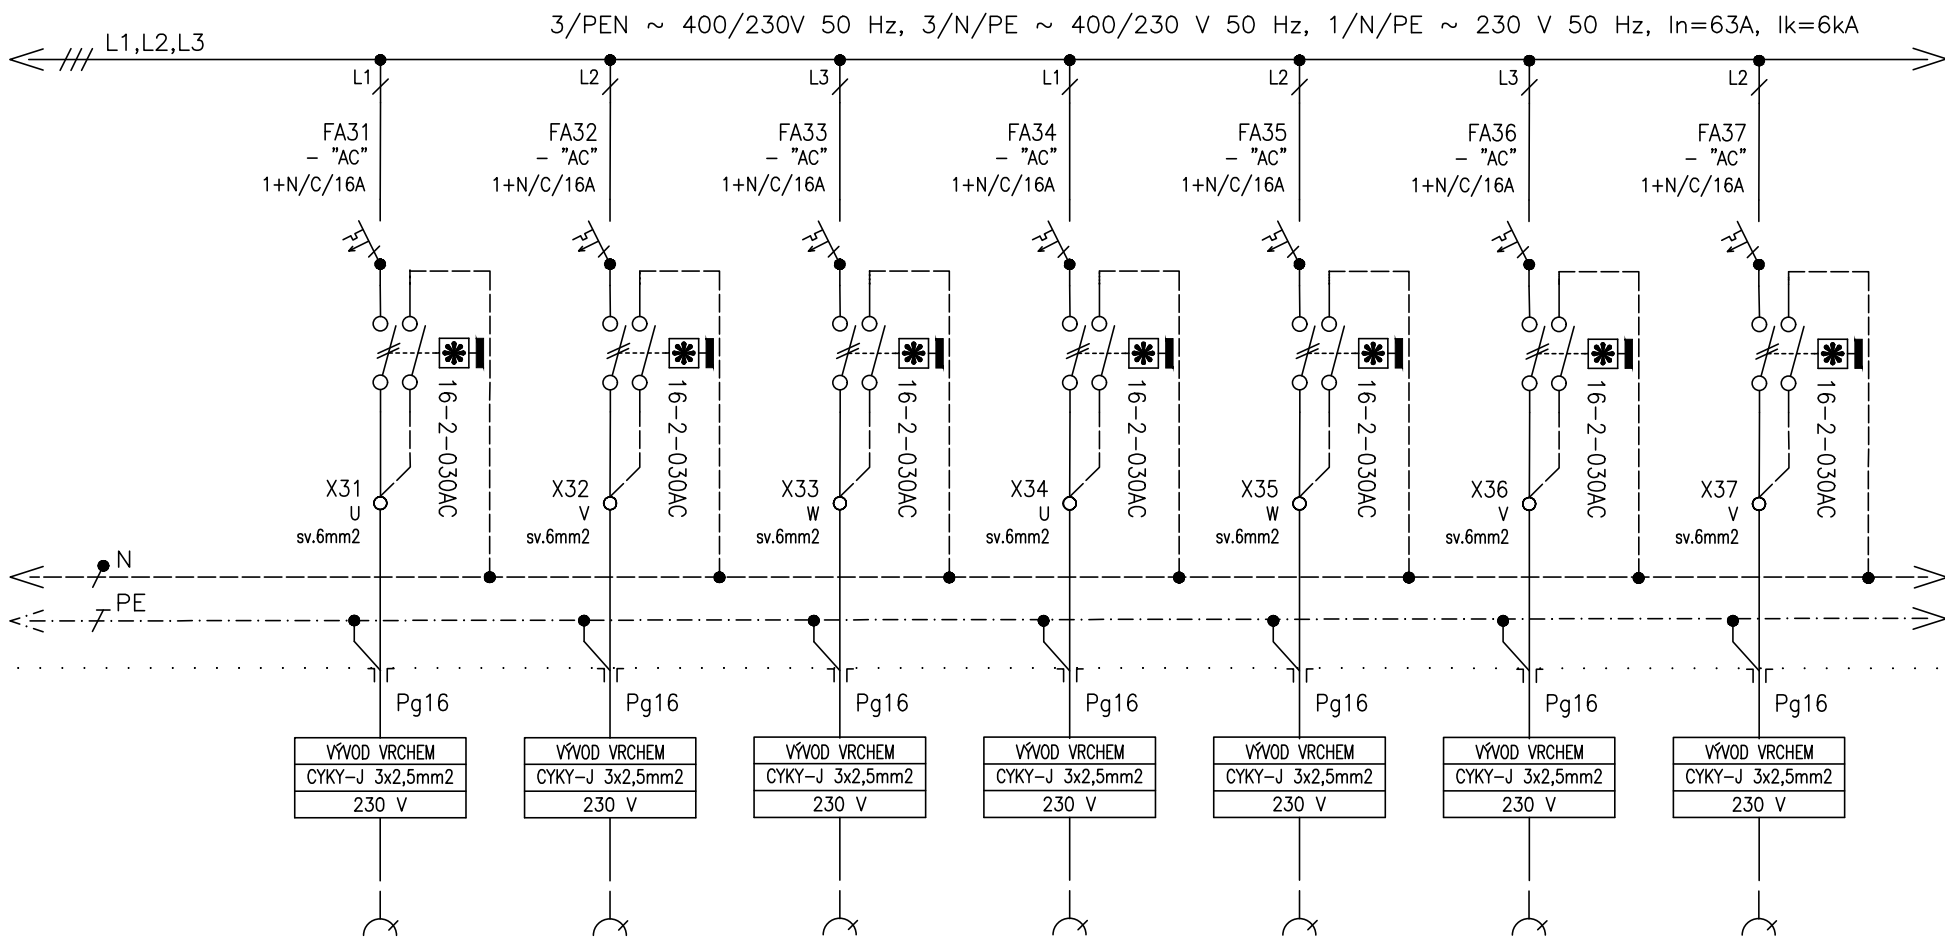 3/PEN ~ 400/230V 50 Hz, 3/N/PE ~ 400/230 V 50 Hz, 1/N/PE ~ 230 V 50 Hz, In=63A, Ik=6kA
L1,L2,L3
L1
FA31
- "AC"
1+N/C/16A
16-2-030AC
X31
U
sv.6mm2
L2
FA32
- "AC"
1+N/C/16A
16-2-030AC
X32
V
sv.6mm2
L3
FA33
- "AC"
1+N/C/16A
16-2-030AC
X33
W
sv.6mm2
L1
FA34
- "AC"
1+N/C/16A
16-2-030AC
X34
U
sv.6mm2
L2
FA35
- "AC"
1+N/C/16A
16-2-030AC
X35
W
sv.6mm2
L3
FA36
- "AC"
1+N/C/16A
16-2-030AC
X36
V
sv.6mm2
L2
FA37
- "AC"
1+N/C/16A
16-2-030AC
X37
V
sv.6mm2
N
PE
Pg16
VÝVOD VRCHEM
CYKY-J 3x2,5mm2
230 V
Pg16
VÝVOD VRCHEM
CYKY-J 3x2,5mm2
230 V
Pg16
VÝVOD VRCHEM
CYKY-J 3x2,5mm2
230 V
Pg16
VÝVOD VRCHEM
CYKY-J 3x2,5mm2
230 V
Pg16
VÝVOD VRCHEM
CYKY-J 3x2,5mm2
230 V
Pg16
VÝVOD VRCHEM
CYKY-J 3x2,5mm2
230 V
Pg16
VÝVOD VRCHEM
CYKY-J 3x2,5mm2
230 V